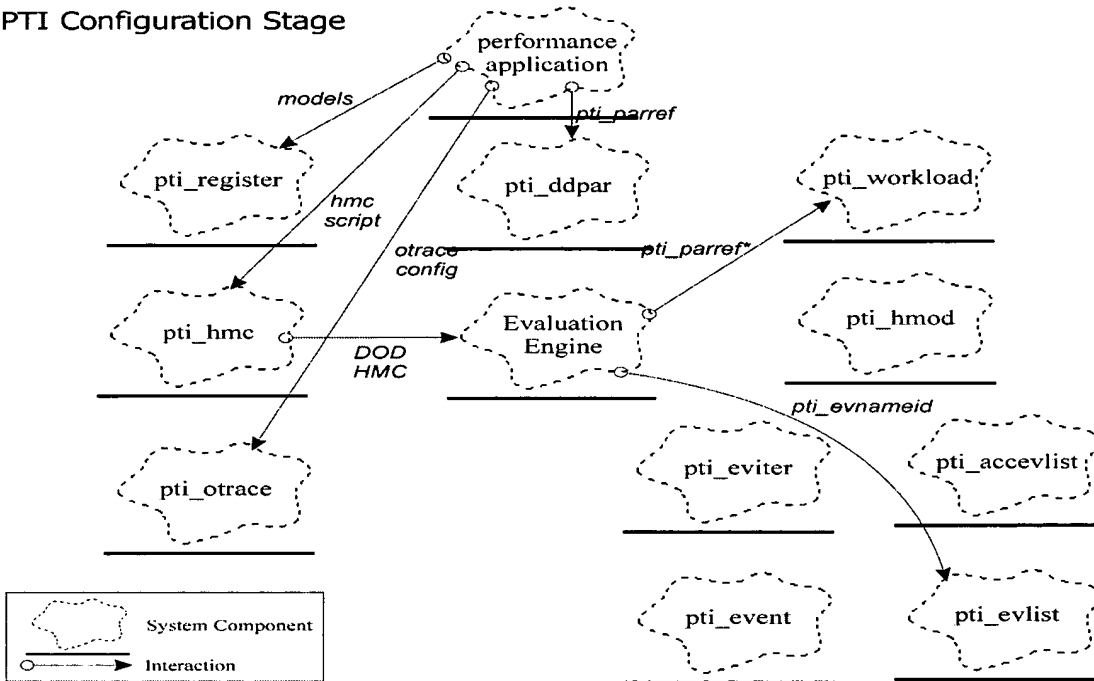 PTI Configuration Stage
performance
application
models
pti_parref
pti_register
pti_ddpar
pti_workload
hmc
script
otrace
config
pti_parref*
pti_hmc
Evaluation
Engine
pti_hmod
DOD
HMC
pti_evnameid
pti_otrace
pti_eviter
pti_accevlist
pti_event
pti_evlist
System Component
Interaction